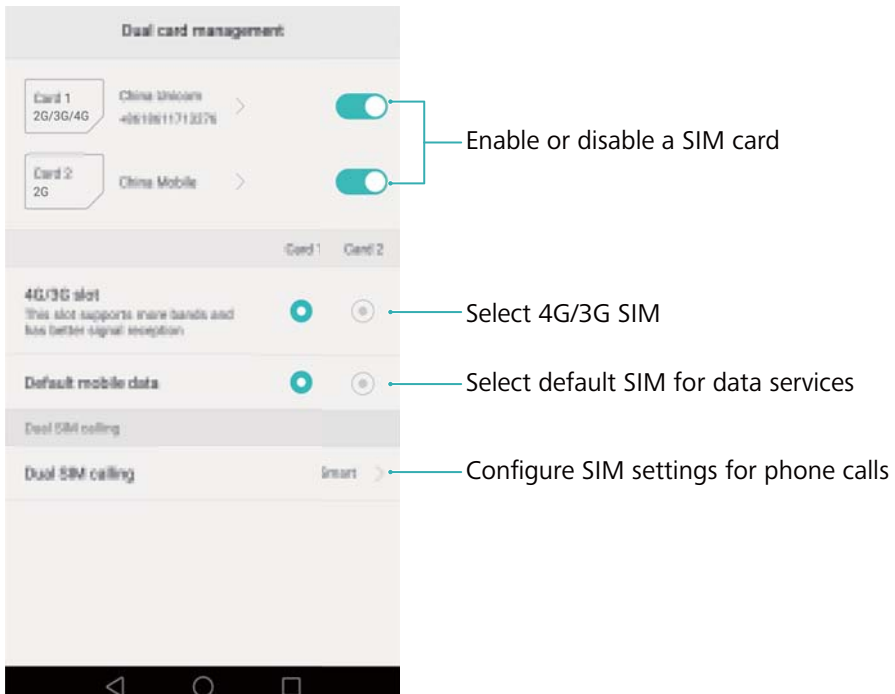 Dual card management
Card 1
2G/3G/4G
China Unicom
Enable or disable a SIM card
Card 2
2G
China Mobile
Card 1
Card 2
4G/3G slot
This slot supports more bands and
has better signal reception
Select 4G/3G SIM
Default mobile data
Select default SIM for data services
Dual SIM calling
Dual SIM calling
Smart
Configure SIM settings for phone calls